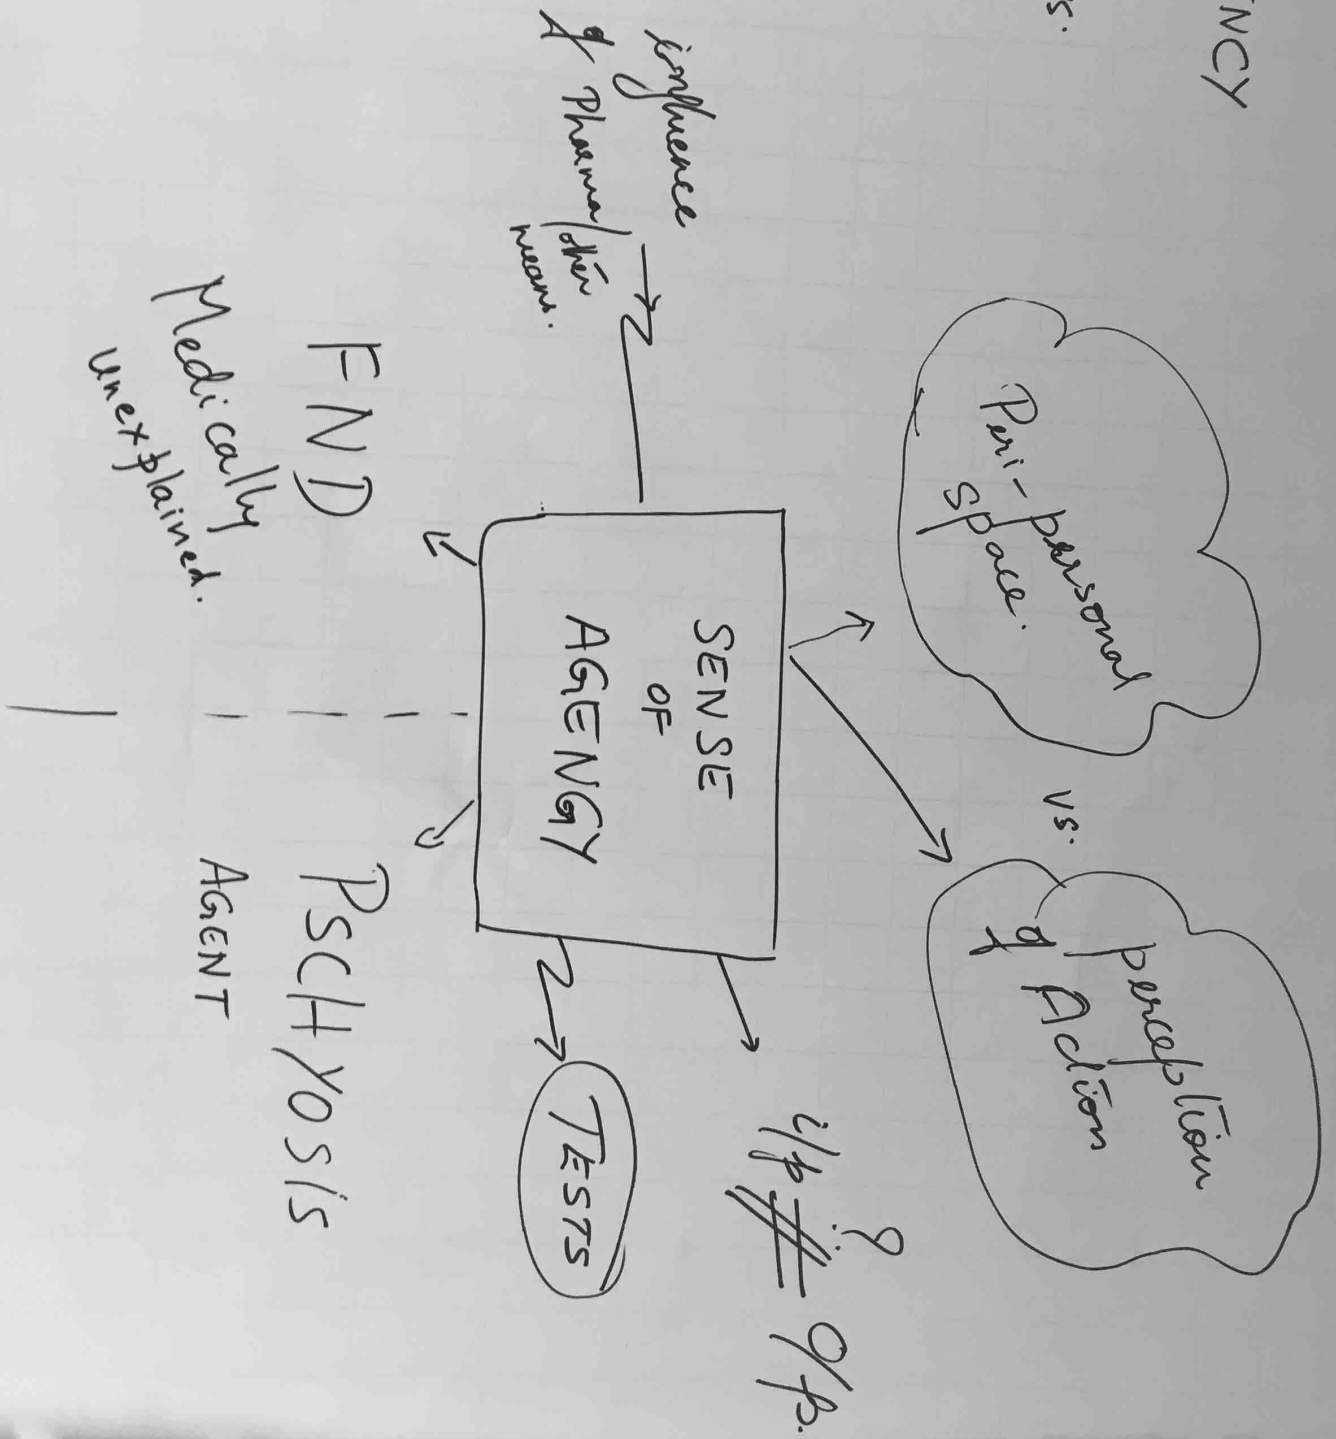 NCY
s.
Peri-personal
space.
vs.
perception
of Action
influence
of Pharma/other
means.
SENSE
OF
AGENGY
?
i/p ≠ O/p.
TESTS
FND
Medically
unexplained.
PSCHYOSIS
AGENT